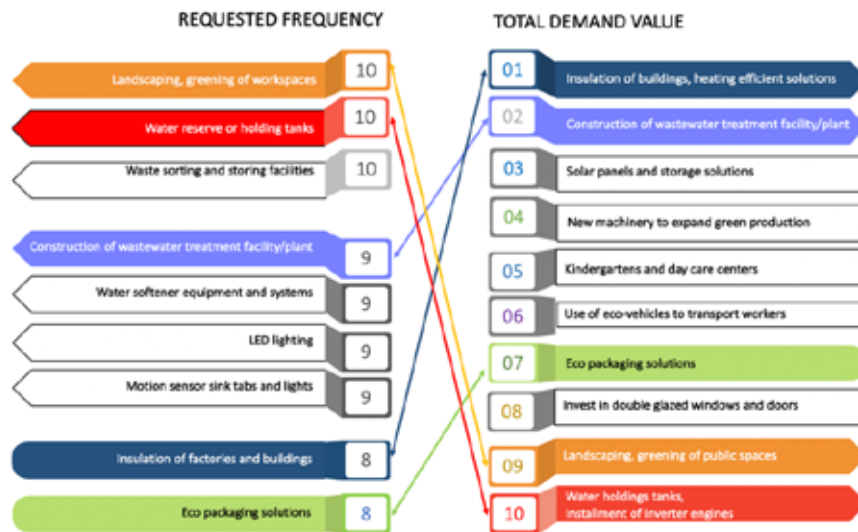 REQUESTED FREQUENCY
Landscaping, greening of workspaces 10
Water reserve or holding tanks 10
Waste sorting and storing facilities 10
Construction of wastewater treatment facility/plant 9
Water softener equipment and systems 9
LED lighting 9
Motion sensor sink tabs and lights 9
Insulation of factories and buildings 8
Eco packaging solutions 8
TOTAL DEMAND VALUE
01 Insulation of buildings, heating efficient solutions
02 Construction of wastewater treatment facility/plant
03 Solar panels and storage solutions
04 New machinery to expand green production
05 Kindergartens and day care centers
06 Use of eco-vehicles to transport workers
07 Eco packaging solutions
08 Invest in double glazed windows and doors
09 Landscaping, greening of public spaces
10 Water holdings tanks,
installment of inverter engines